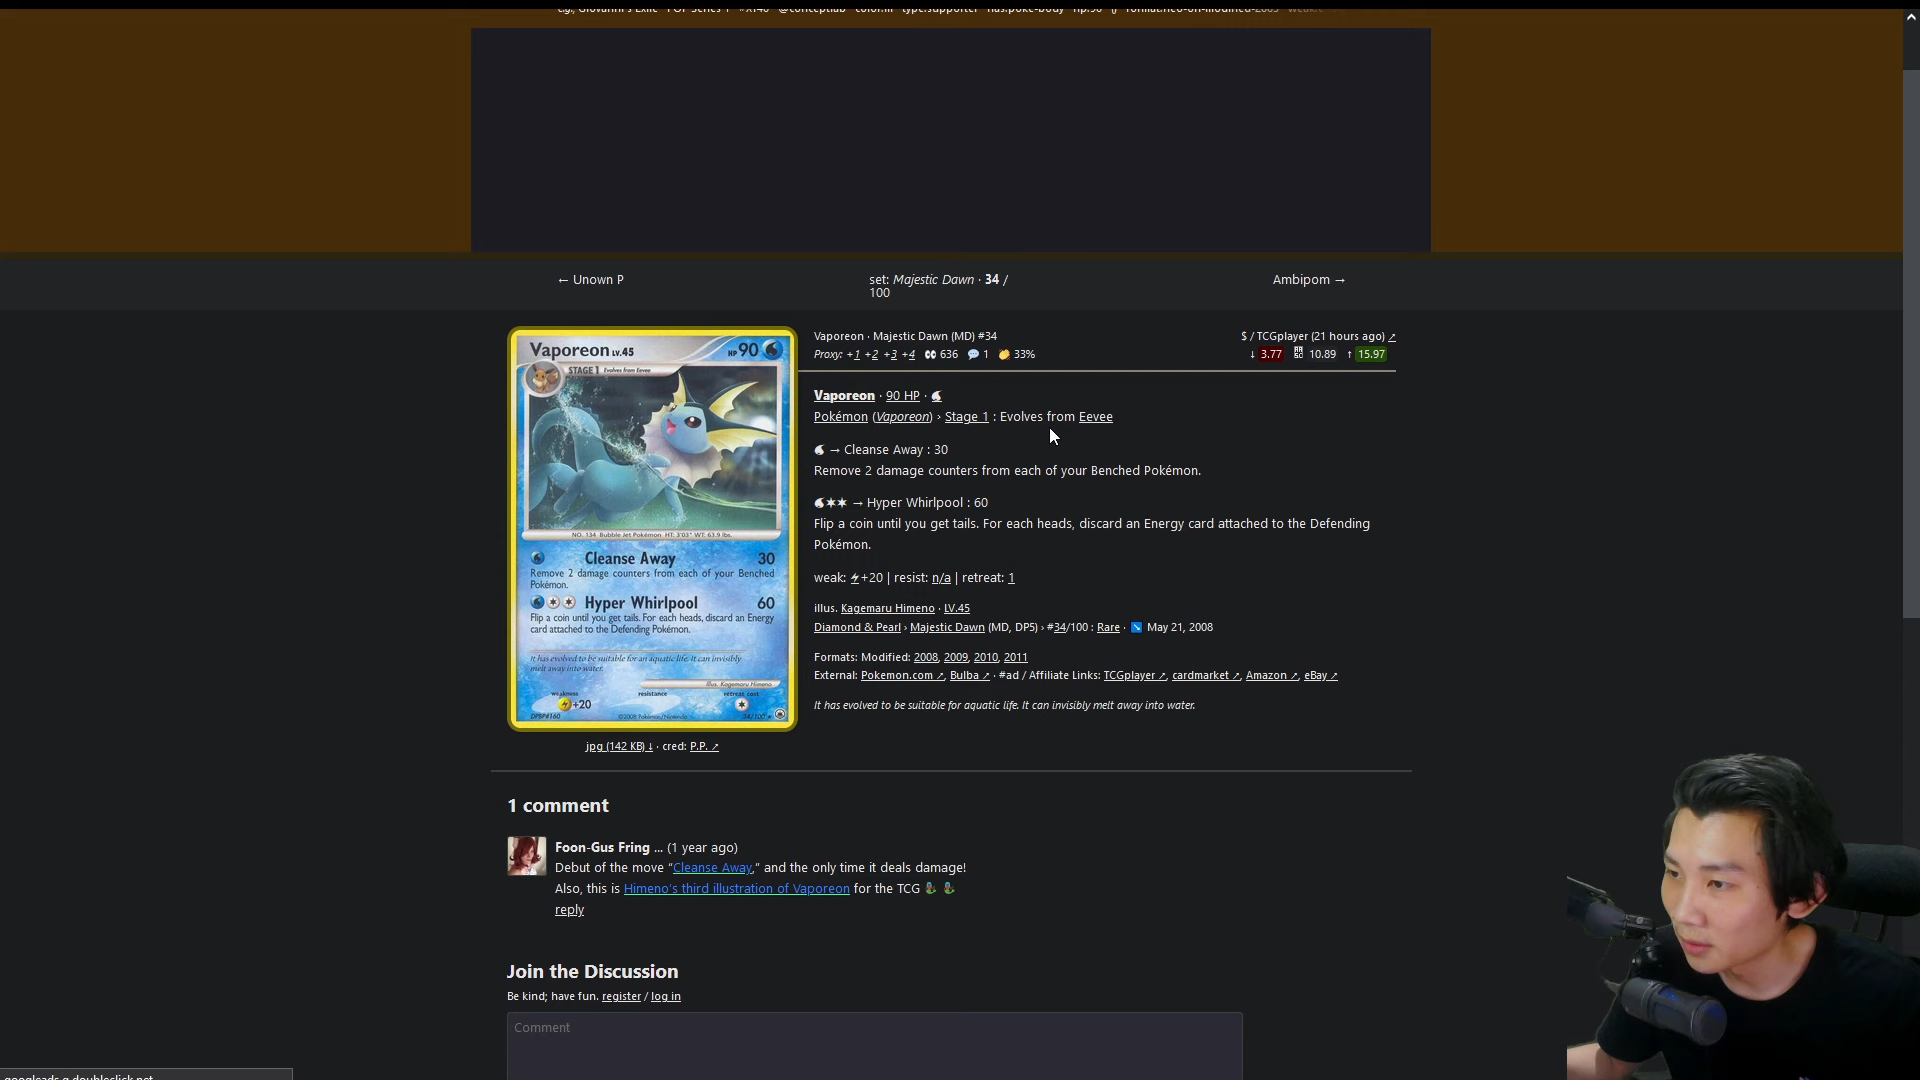 ← Unown P
set: Majestic Dawn · 34 /
100
Ambipom →
Vaporeon LV.45
HP 90
STAGE 1 Evolves from Eevee
NO. 134 Bubble Jet Pokémon HT: 3'03" WT: 63.9 lbs.
Cleanse Away 30
Remove 2 damage counters from each of your Benched
Pokémon.
Hyper Whirlpool 60
Flip a coin until you get tails. For each heads, discard an Energy
card attached to the Defending Pokémon.
It has evolved to be suitable for an aquatic life. It can invisibly
melt away into water.
Illus. Kagemaru Himeno
weakness resistance retreat cost
+20
DPBP#160 ©2008 Pokémon/Nintendo 34/100
jpg (142 KB) ↓ · cred: P.P. ↗
Vaporeon · Majestic Dawn (MD) #34
$ / TCGplayer (21 hours ago) ↗
Proxy: +1 +2 +3 +4 636 1 33%
↓ 3.77 10.89 ↑ 15.97
Vaporeon · 90 HP ·
Pokémon (Vaporeon) › Stage 1 : Evolves from Eevee
→ Cleanse Away : 30
Remove 2 damage counters from each of your Benched Pokémon.
→ Hyper Whirlpool : 60
Flip a coin until you get tails. For each heads, discard an Energy card attached to the Defending
Pokémon.
weak: +20 | resist: n/a | retreat: 1
illus. Kagemaru Himeno · LV.45
Diamond & Pearl › Majestic Dawn (MD, DP5) › #34/100 : Rare · May 21, 2008
Formats: Modified: 2008, 2009, 2010, 2011
External: Pokemon.com ↗, Bulba ↗ · #ad / Affiliate Links: TCGplayer ↗, cardmarket ↗, Amazon ↗, eBay ↗
It has evolved to be suitable for aquatic life. It can invisibly melt away into water.
1 comment
Foon-Gus Fring ... (1 year ago)
Debut of the move “Cleanse Away,” and the only time it deals damage!
Also, this is Himeno’s third illustration of Vaporeon for the TCG
reply
Join the Discussion
Be kind; have fun. register / log in
Comment